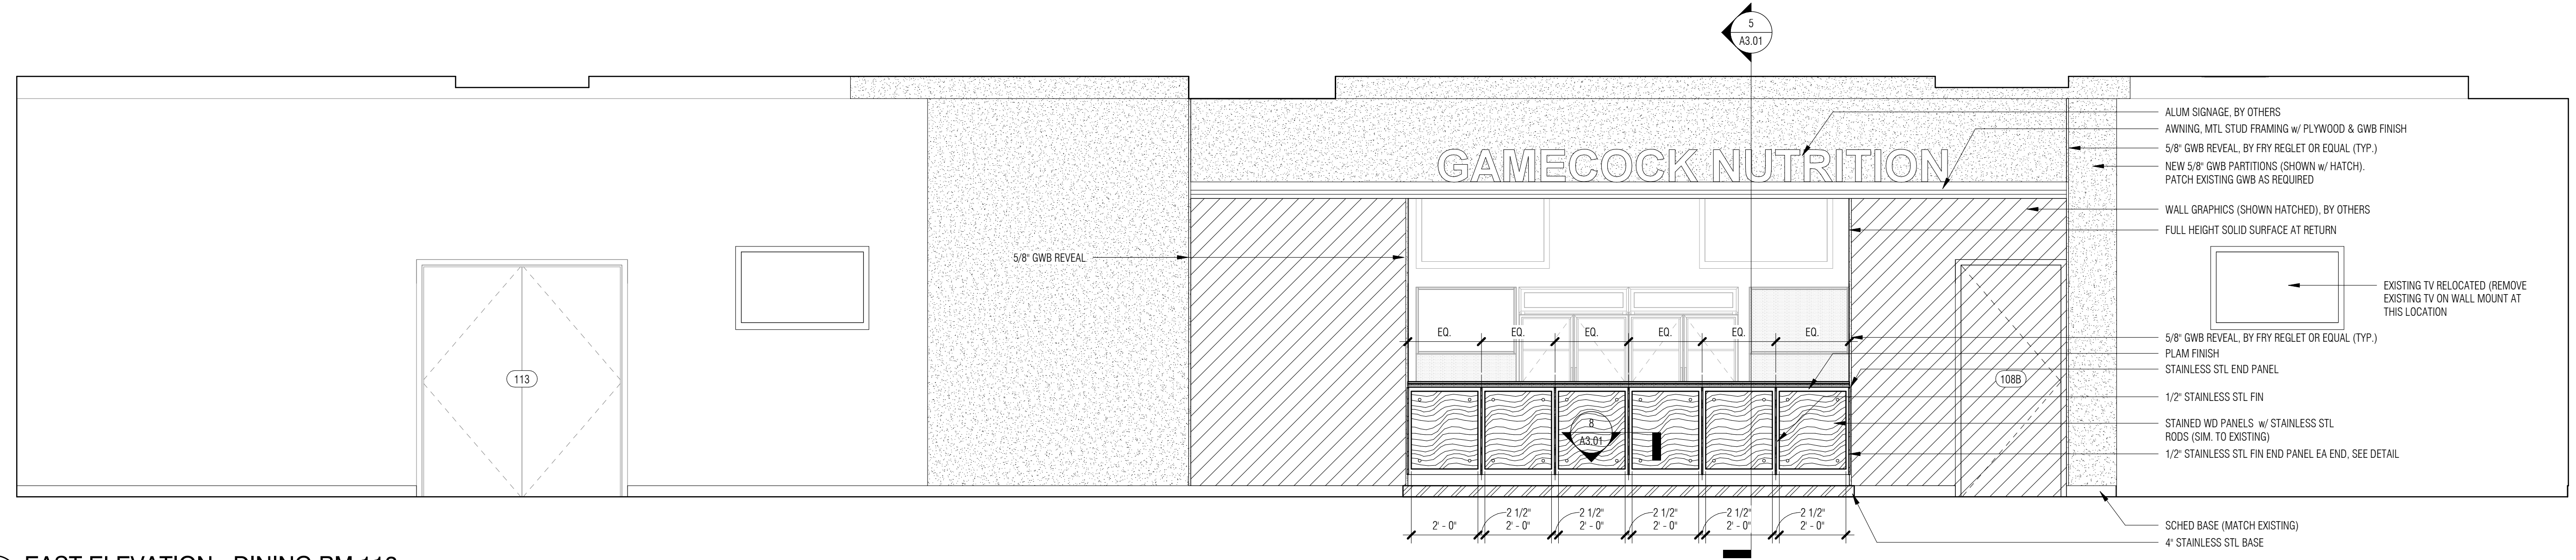 5
A3.01
GAMECOCK NUTRITION
ALUM SIGNAGE, BY OTHERS
AWNING, MTL STUD FRAMING w/ PLYWOOD & GWB FINISH
5/8" GWB REVEAL, BY FRY REGLET OR EQUAL (TYP.)
NEW 5/8" GWB PARTITIONS (SHOWN w/ HATCH).
PATCH EXISTING GWB AS REQUIRED
WALL GRAPHICS (SHOWN HATCHED), BY OTHERS
FULL HEIGHT SOLID SURFACE AT RETURN
5/8" GWB REVEAL
EXISTING TV RELOCATED (REMOVE
EXISTING TV ON WALL MOUNT AT
THIS LOCATION
EQ. EQ. EQ. EQ. EQ. EQ.
5/8" GWB REVEAL, BY FRY REGLET OR EQUAL (TYP.)
PLAM FINISH
STAINLESS STL END PANEL
113
108B
1/2" STAINLESS STL FIN
8
A3.01
STAINED WD PANELS w/ STAINLESS STL
RODS (SIM. TO EXISTING)
1/2" STAINLESS STL FIN END PANEL EA END, SEE DETAIL
2 1/2" 2 1/2" 2 1/2" 2 1/2" 2 1/2"
2' - 0" 2' - 0" 2' - 0" 2' - 0" 2' - 0" 2' - 0"
SCHED BASE (MATCH EXISTING)
4" STAINLESS STL BASE
EAST ELEVATION - DINING RM 113